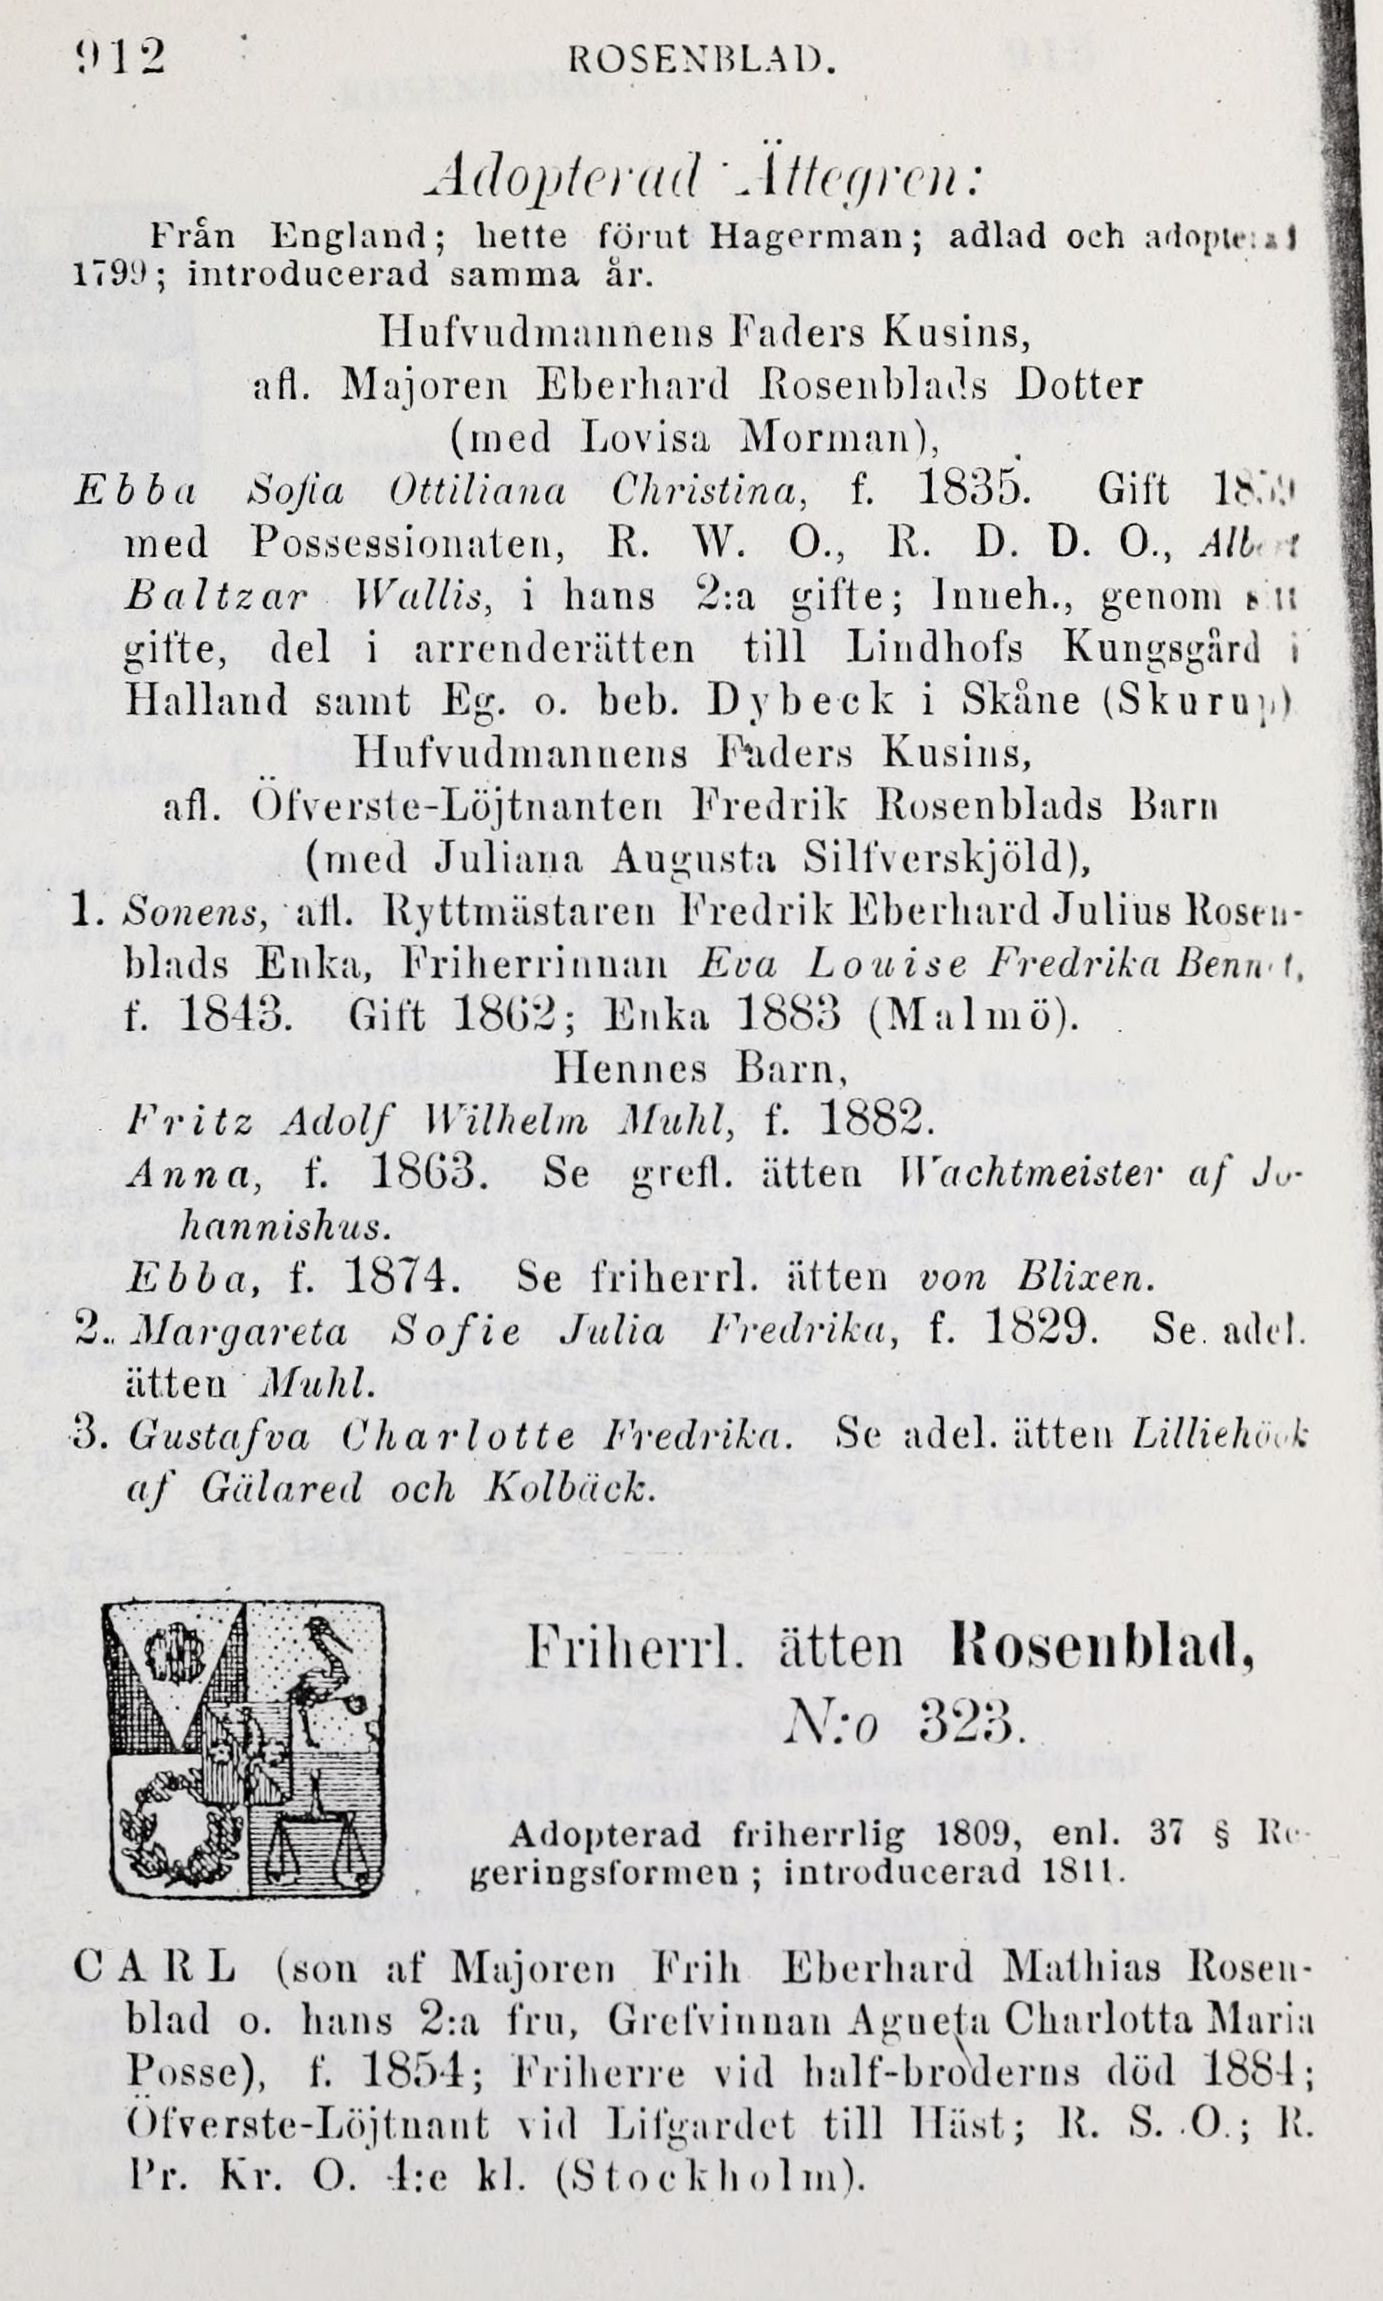 912 ROSENBLAD.
Adopterad Ättegren:
Från England; hette förut Hagerman; adlad och adopterad
1799; introducerad samma år.
Hufvudmannens Faders Kusins,
afl. Majoren Eberhard Rosenblads Dotter
(med Lovisa Morman),
Ebba Sofia Ottiliana Christina, f. 1835. Gift 1859
med Possessionaten, R. W. O., R. D. D. O., Albert
Baltzar Wallis, i hans 2:a gifte; Inneh., genom sitt
gifte, del i arrenderätten till Lindhofs Kungsgård i
Halland samt Eg. o. beb. Dybeck i Skåne (Skurup)
Hufvudmannens Faders Kusins,
afl. Öfverste-Löjtnanten Fredrik Rosenblads Barn
(med Juliana Augusta Silfverskjöld),
1. Sonens, afl. Ryttmästaren Fredrik Eberhard Julius Rosen-
blads Enka, Friherrinnan Eva Louise Fredrika Bennet,
f. 1843. Gift 1862; Enka 1883 (Malmö).
Hennes Barn,
Fritz Adolf Wilhelm Muhl, f. 1882.
Anna, f. 1863. Se grefl. ätten Wachtmeister af Jo-
hannishus.
Ebba, f. 1874. Se friherrl. ätten von Blixen.
2. Margareta Sofie Julia Fredrika, f. 1829. Se adel.
ätten Muhl.
3. Gustafva Charlotte Fredrika. Se adel. ätten Lilliehöök
af Gälared och Kolbäck.
Friherrl. ätten Rosenblad,
N:o 323.
Adopterad friherrlig 1809, enl. 37 § Re-
geringsformen; introducerad 1811.
CARL (son af Majoren Frih Eberhard Mathias Rosen-
blad o. hans 2:a fru, Grefvinnan Agneta Charlotta Maria
Posse), f. 1854; Friherre vid half-broderns död 1884;
Öfverste-Löjtnant vid Lifgardet till Häst; R. S. O.; R.
Pr. Kr. O. 4:e kl. (Stockholm).